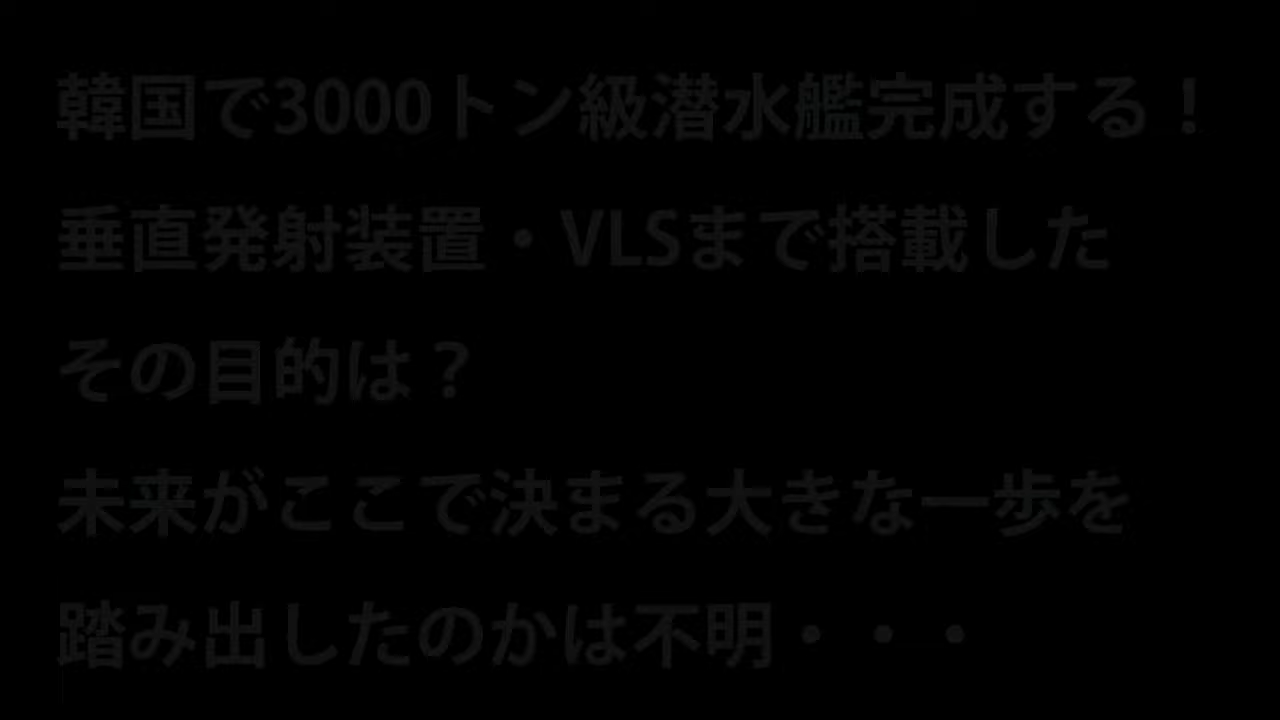 韓国で3000トン級潜水艦完成する！
垂直発射装置・VLSまで搭載した
その目的は？
未来がここで決まる大きな一歩を
踏み出したのかは不明・・・